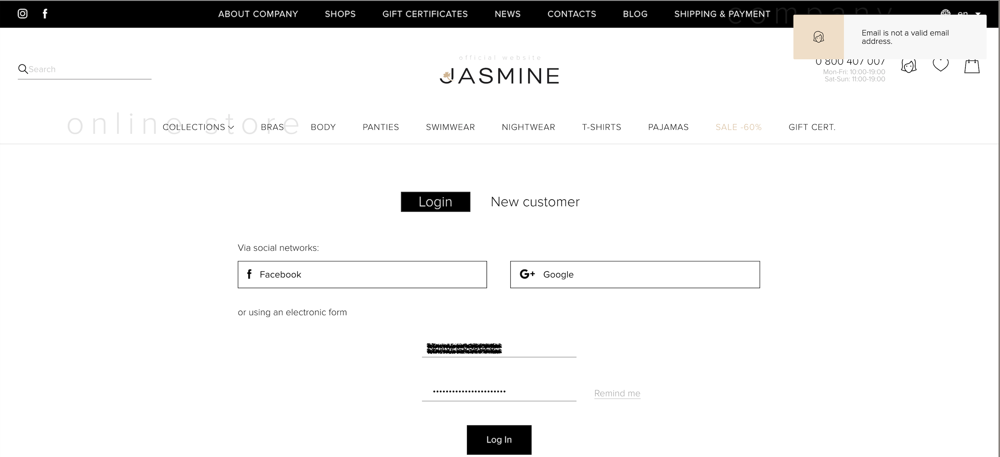 ABOUT COMPANY SHOPS GIFT CERTIFICATES NEWS CONTACTS BLOG SHIPPING & PAYMENT company en
Email is not a valid email
address.
official website
Search JASMINE 0 800 407 007
Mon-Fri: 10:00-19:00
Sat-Sun: 11:00-19:00
online store
COLLECTIONS BRAS BODY PANTIES SWIMWEAR NIGHTWEAR T-SHIRTS PAJAMAS SALE -60% GIFT CERT.
Login New customer
Via social networks:
f Facebook G+ Google
or using an electronic form
Remind me
Log In